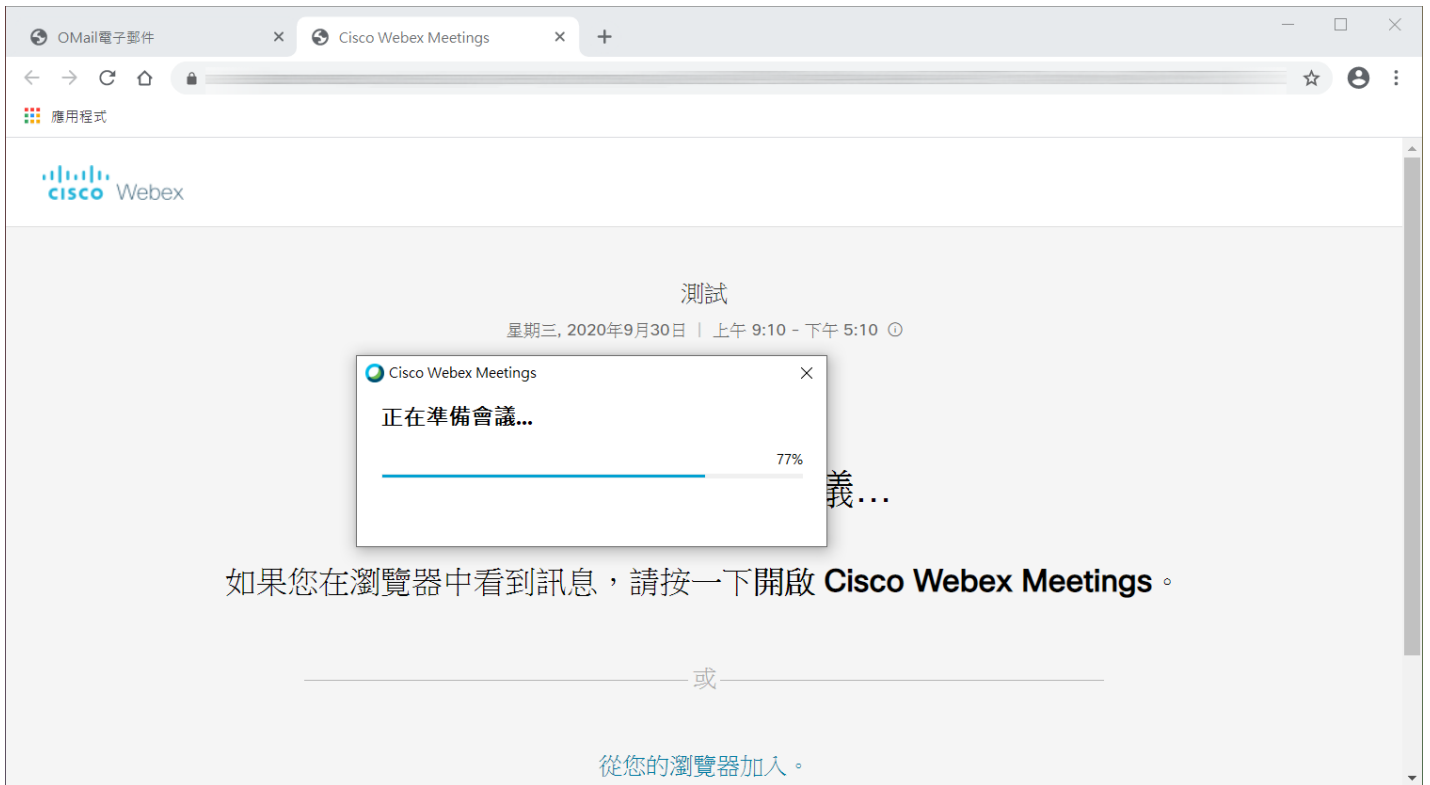 OMail電子郵件
Cisco Webex Meetings
應用程式
cisco Webex
測試
星期三, 2020年9月30日 | 上午 9:10 - 下午 5:10
Cisco Webex Meetings
正在準備會議...
77%
義...
如果您在瀏覽器中看到訊息，請按一下開啟 Cisco Webex Meetings。
或
從您的瀏覽器加入。